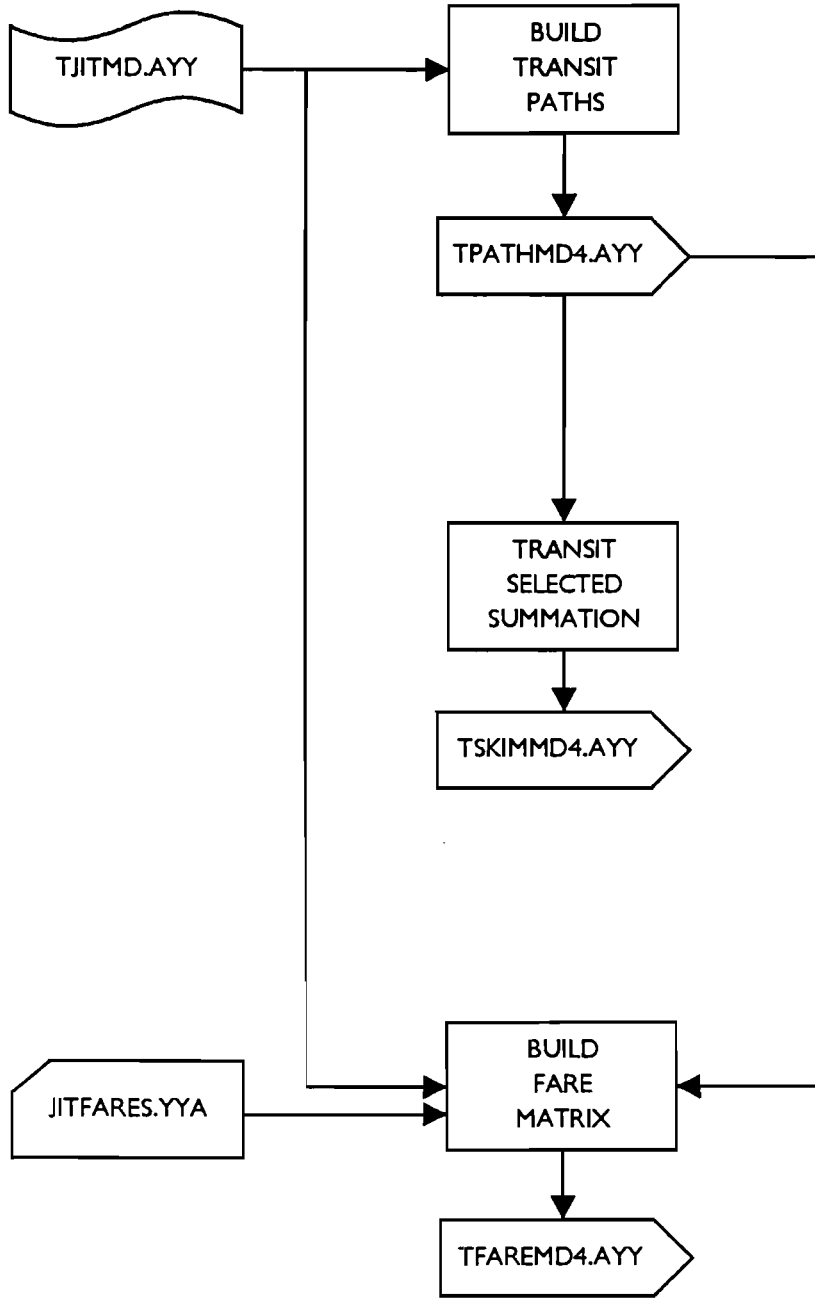 TJITMD.AYY
BUILD
TRANSIT
PATHS
TPATHMD4.AYY
TRANSIT
SELECTED
SUMMATION
TSKIMMD4.AYY
JITFARES.YYA
BUILD
FARE
MATRIX
TFAREMD4.AYY